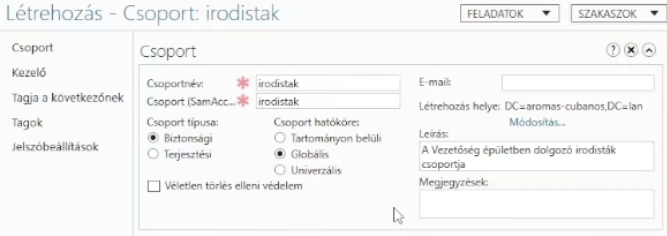 Létrehozás - Csoport: irodistak
FELADATOK
SZAKASZOK
Csoport
Kezelő
Tagja a következőnek
Tagok
Jelszóbeállítások
Csoport
Csoportnév: * irodistak
Csoport (SamAcc... * irodistak
Csoport típusa:
Biztonsági
Terjesztési
Csoport hatóköre:
Tartományon belüli
Globális
Univerzális
Véletlen törlés elleni védelem
E-mail:
Létrehozás helye: DC=aromas-cubanos,DC=lan
Módosítás...
Leírás:
A Vezetőség épületben dolgozó irodisták
csoportja
Megjegyzések: